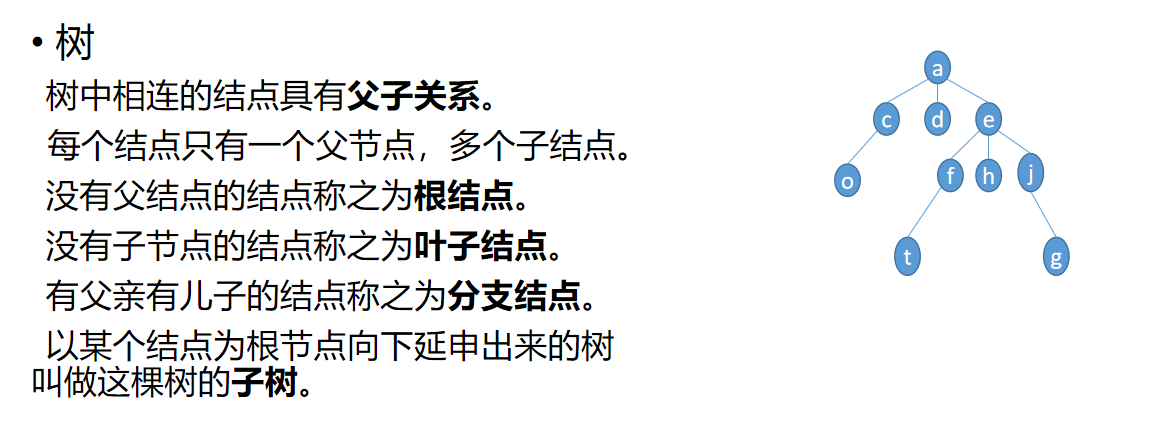 • 树
树中相连的结点具有父子关系。
每个结点只有一个父节点，多个子结点。
没有父结点的结点称之为根结点。
没有子节点的结点称之为叶子结点。
有父亲有儿子的结点称之为分支结点。
以某个结点为根节点向下延申出来的树
叫做这棵树的子树。
a
c d e
o f h j
t g